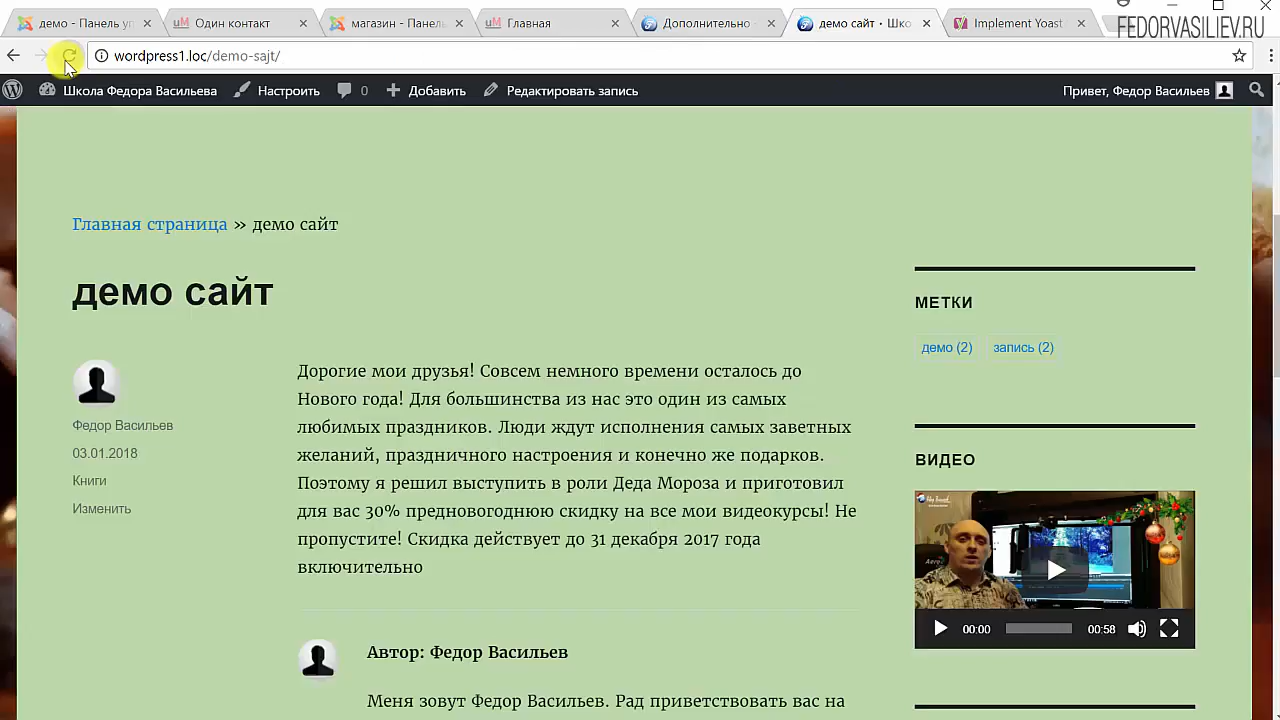 демо - Панель уп
Один контакт
магазин - Панель
Главная
Дополнительно
демо сайт • Шко
Implement Yoast
FEDORVASILIEV.RU
wordpress1.loc/demo-sajt/
Школа Федора Васильева
Настроить
0
Добавить
Редактировать запись
Привет, Федор Васильев
Главная страница » демо сайт
демо сайт
Федор Васильев
03.01.2018
Книги
Изменить
Дорогие мои друзья! Совсем немного времени осталось до
Нового года! Для большинства из нас это один из самых
любимых праздников. Люди ждут исполнения самых заветных
желаний, праздничного настроения и конечно же подарков.
Поэтому я решил выступить в роли Деда Мороза и приготовил
для вас 30% предновогоднюю скидку на все мои видеокурсы! Не
пропустите! Скидка действует до 31 декабря 2017 года
включительно
Автор: Федор Васильев
Меня зовут Федор Васильев. Рад приветствовать вас на
МЕТКИ
демо (2) запись (2)
ВИДЕО
00:00
00:58